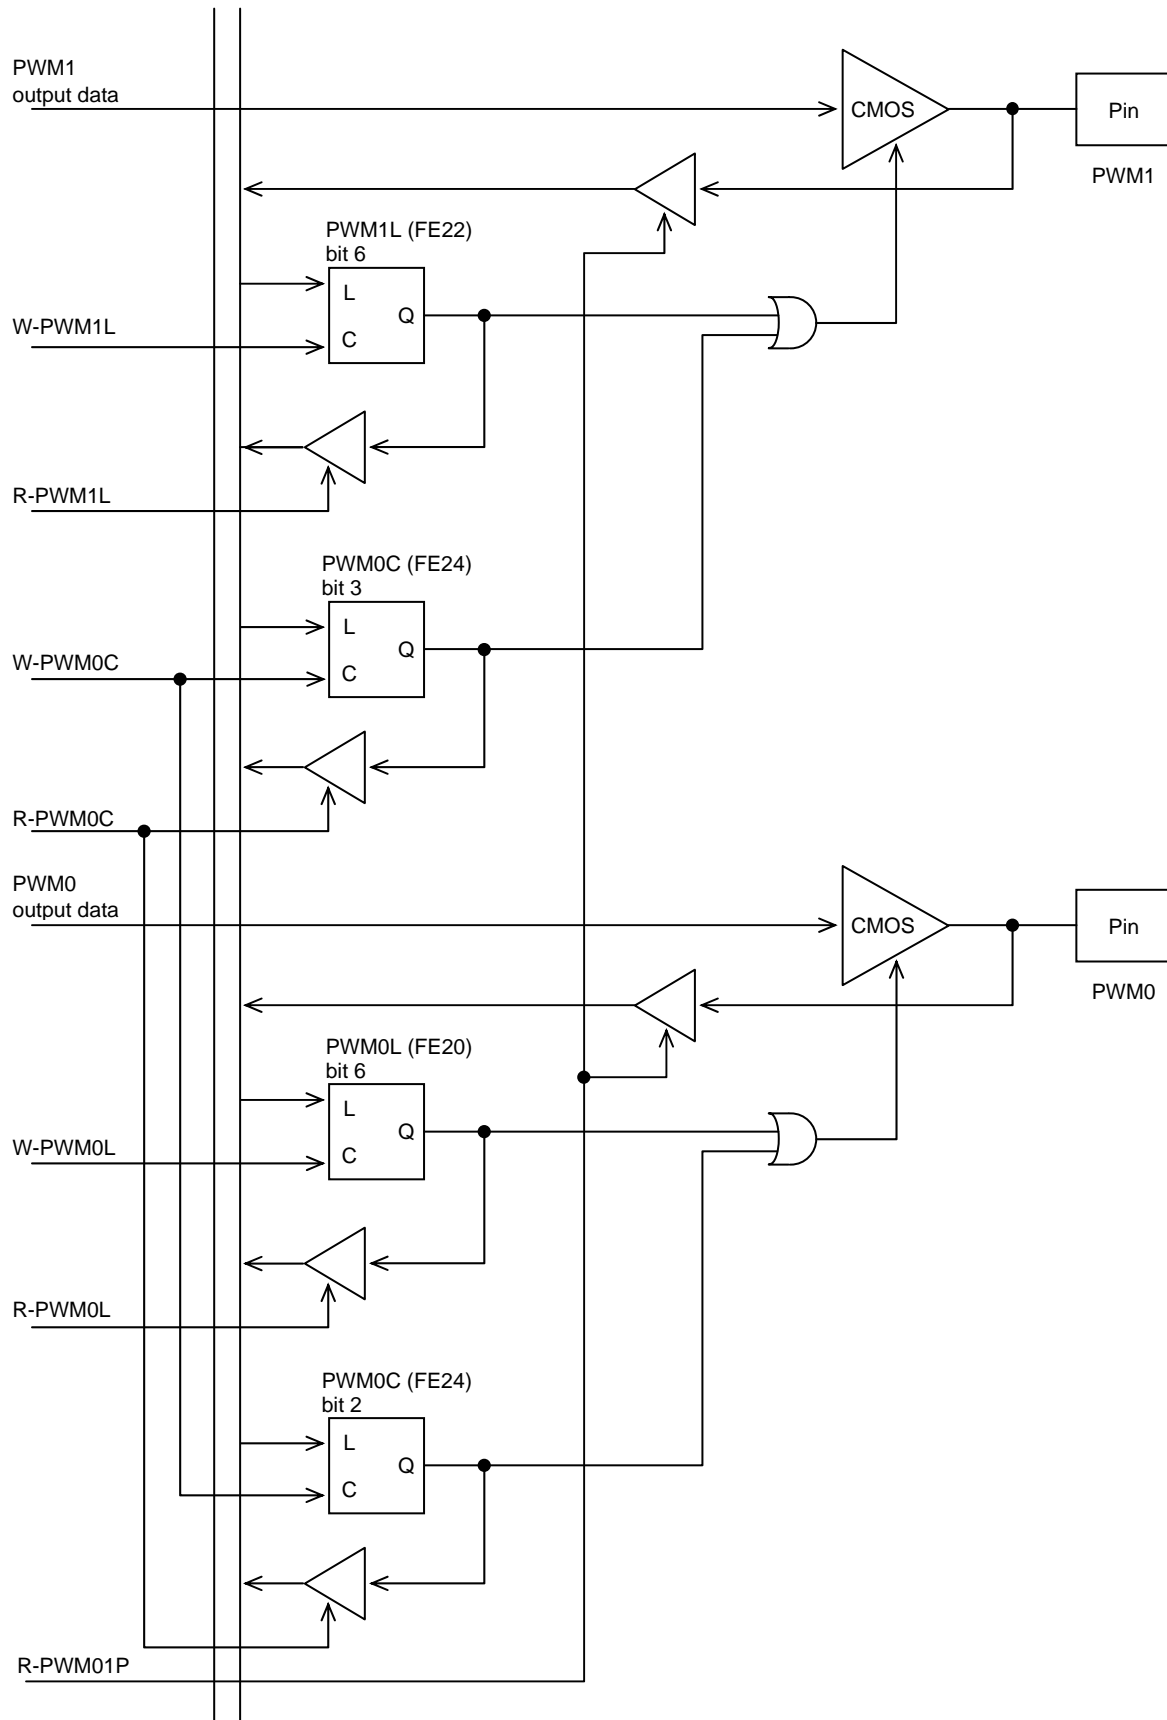 PWM1
output data
CMOS
Pin
PWM1
PWM1L (FE22)
bit 6
L
Q
C
W-PWM1L
R-PWM1L
PWM0C (FE24)
bit 3
L
Q
C
W-PWM0C
R-PWM0C
PWM0
output data
CMOS
Pin
PWM0
PWM0L (FE20)
bit 6
L
Q
C
W-PWM0L
R-PWM0L
PWM0C (FE24)
bit 2
L
Q
C
R-PWM01P